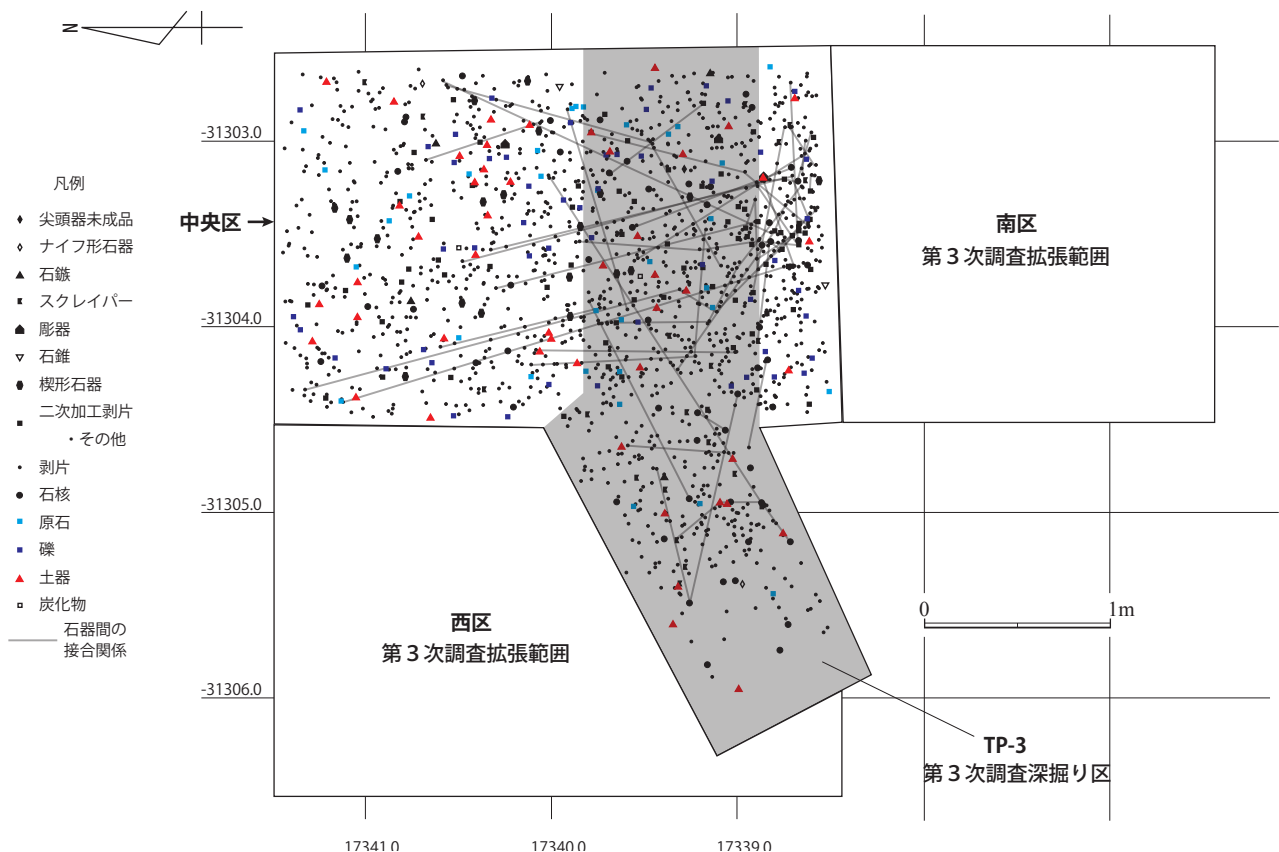 N
-31303.0
-31304.0
-31305.0
-31306.0
凡例
尖頭器未成品
ナイフ形石器
石鏃
スクレイパー
彫器
石錐
楔形石器
二次加工剥片
・その他
剥片
石核
原石
礫
土器
炭化物
石器間の
接合関係
中央区
南区
第３次調査拡張範囲
西区
第３次調査拡張範囲
0 1m
TP-3
第３次調査深掘り区
17341.0 17340.0 17339.0